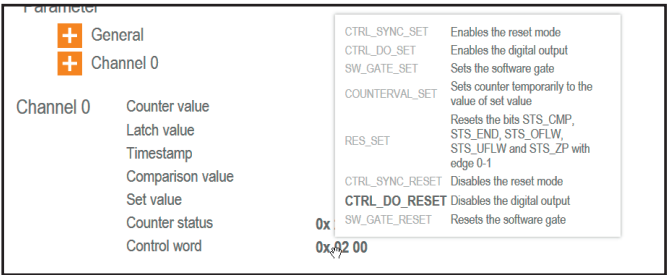 Parameter
General
Channel 0
Channel 0
Counter value
Latch value
Timestamp
Comparison value
Set value
Counter status
0x
Control word
0x 02 00
CTRL_SYNC_SET Enables the reset mode
CTRL_DO_SET Enables the digital output
SW_GATE_SET Sets the software gate
COUNTERVAL_SET Sets counter temporarily to the
value of set value
RES_SET Resets the bits STS_CMP,
STS_END, STS_OFLW,
STS_UFLW and STS_ZP with
edge 0-1
CTRL_SYNC_RESET Disables the reset mode
CTRL_DO_RESET Disables the digital output
SW_GATE_RESET Resets the software gate